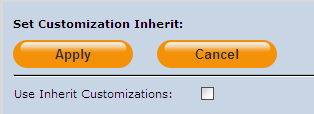 Set Customization Inherit:
Apply Cancel
Use Inherit Customizations: